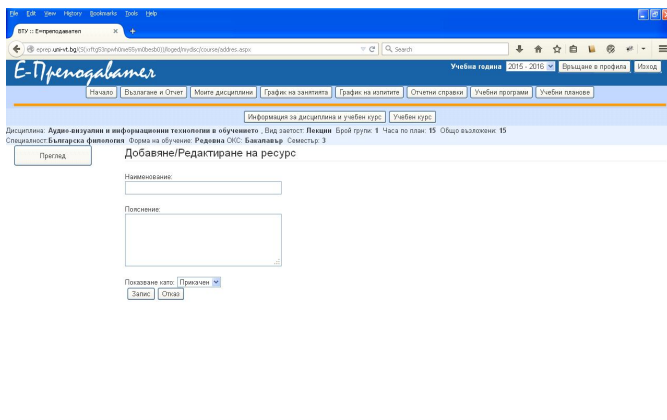 File Edit View History Bookmarks Tools Help
ВТУ :: Е=преподавател × +
Search
Е-Преподавател
Учебна година 2015 - 2016 Връщане в профила Изход
Начало Възлагане и Отчет Моите дисциплини График на занятията График на изпитите Отчетни справки Учебни програми Учебни планове
Информация за дисциплина и учебен курс Учебен курс
Дисциплина: Аудио-визуални и информационни технологии в обучението , Вид заетост: Лекции Брой групи: 1 Часа по план: 15 Общо възложени: 15
Специалност: Българска филология Форма на обучение: Редовна ОКС: Бакалавър Семестър: 3
Преглед
Добавяне/Редактиране на ресурс
Наименование:
Пояснение:
Показване като: Прикачен
Запис Отказ